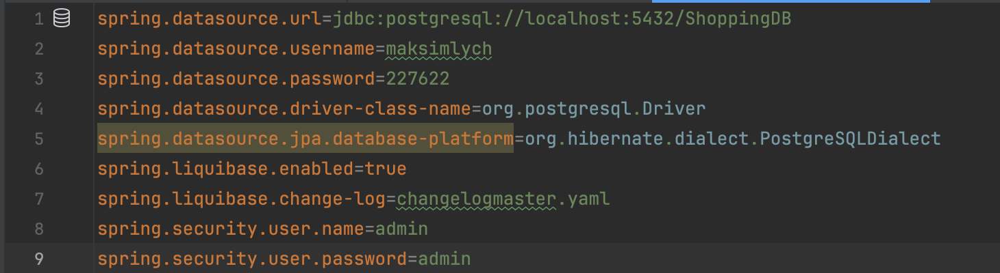 1 spring.datasource.url=jdbc:postgresql://localhost:5432/ShoppingDB
2 spring.datasource.username=maksimlych
3 spring.datasource.password=227622
4 spring.datasource.driver-class-name=org.postgresql.Driver
5 spring.datasource.jpa.database-platform=org.hibernate.dialect.PostgreSQLDialect
6 spring.liquibase.enabled=true
7 spring.liquibase.change-log=changelogmaster.yaml
8 spring.security.user.name=admin
9 spring.security.user.password=admin